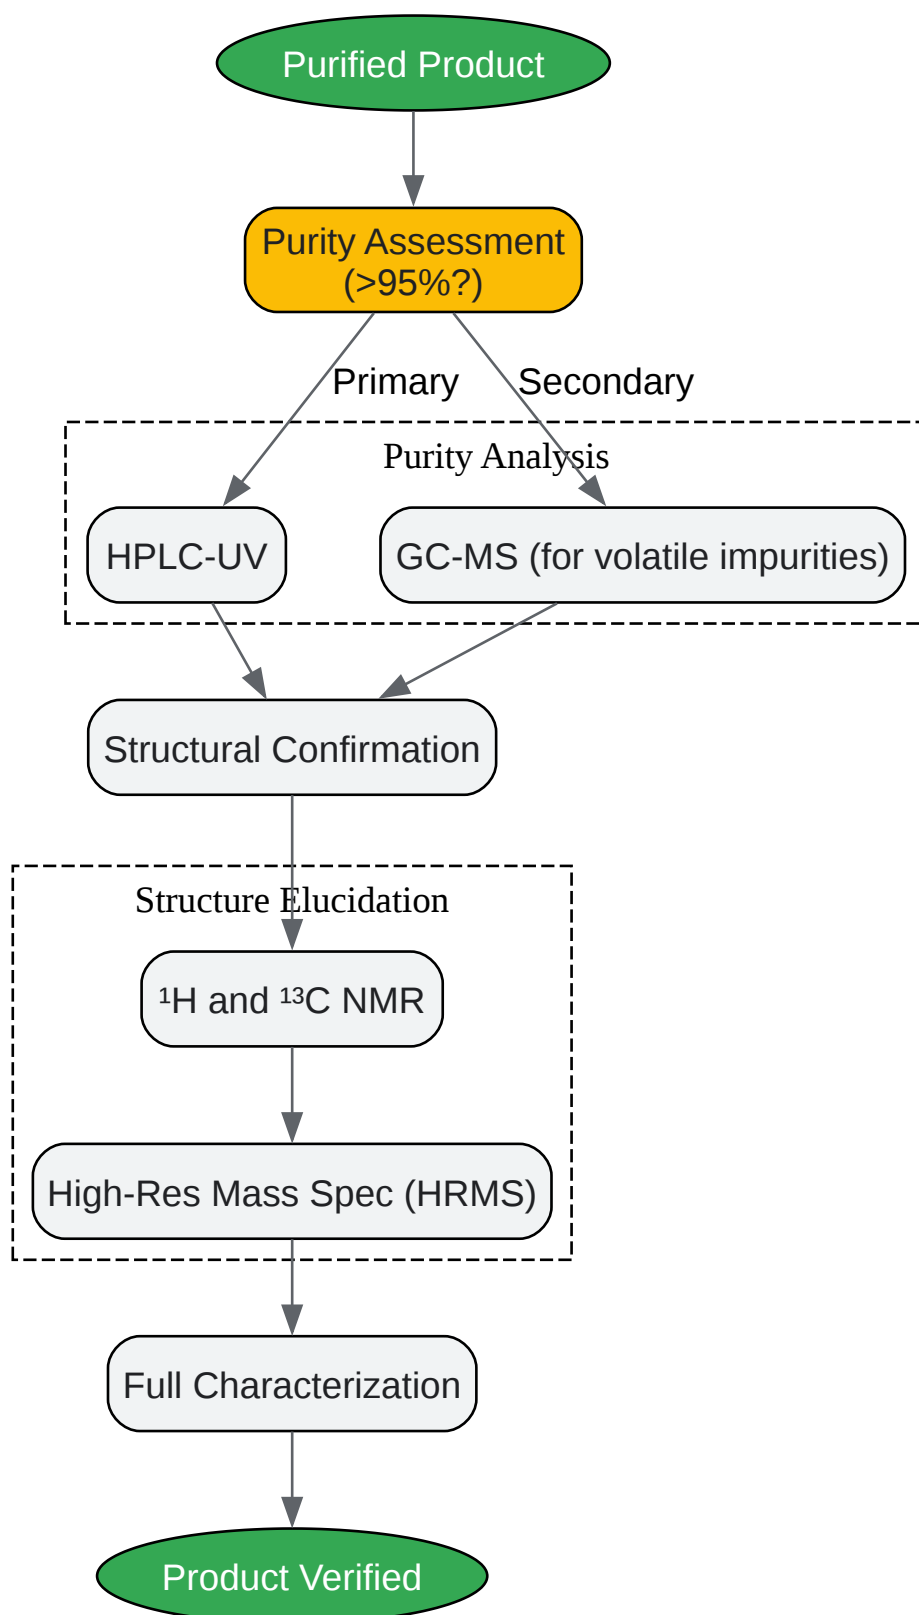 Purified Product
Purity Assessment
(>95%?)
Primary
Secondary
Purity Analysis
HPLC-UV
GC-MS (for volatile impurities)
Structural Confirmation
Structure Elucidation
¹H and ¹³C NMR
High-Res Mass Spec (HRMS)
Full Characterization
Product Verified